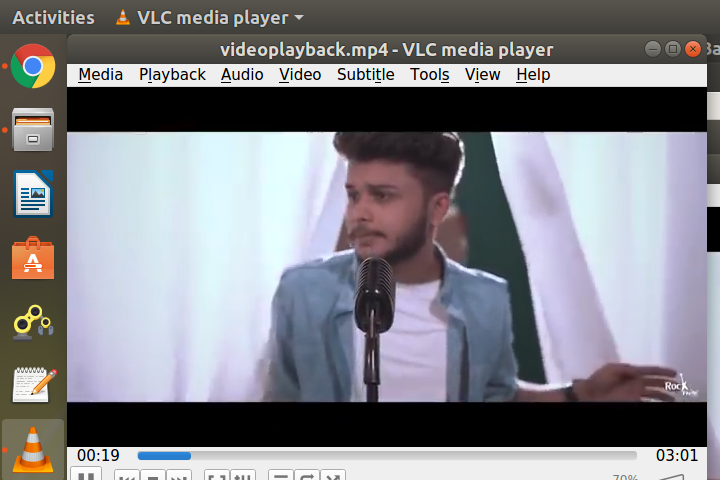 Activities VLC media player
videoplayback.mp4 - VLC media player
Media Playback Audio Video Subtitle Tools View Help
Rock
00:19 03:01
70%